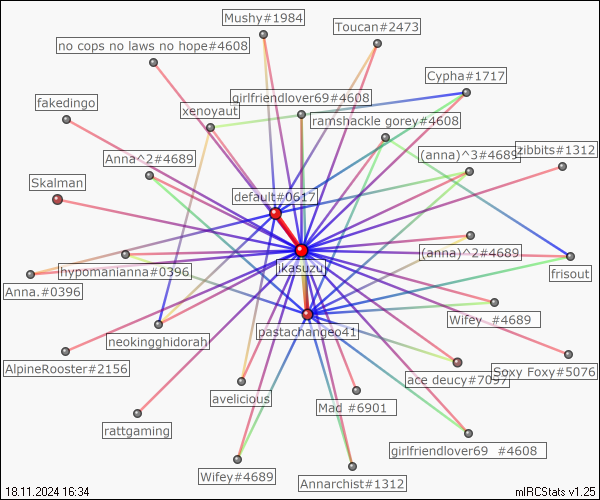 Mushy#1984
Toucan#2473
no cops no laws no hope#4608
Cypha#1717
girlfriendlover69#4608
fakedingo
xenoyaut
ramshackle gorey#4608
zibbits#1312
Anna^2#4689
(anna)^3#4689
Skalman
default#0617
(anna)^2#4689
ikasuzu
hypomanianna#0396
frisout
Anna.#0396
Wifey_#4689
pastachange041
neokingghidorah
AlpineRooster#2156
Soxy Foxy#5076
ace deucy#7097
avelicious
Mad #6901
rattgaming
girlfriendlover69 #4608
Wifey#4689
Annarchist#1312
18.11.2024 16:34
mIRCStats v1.25